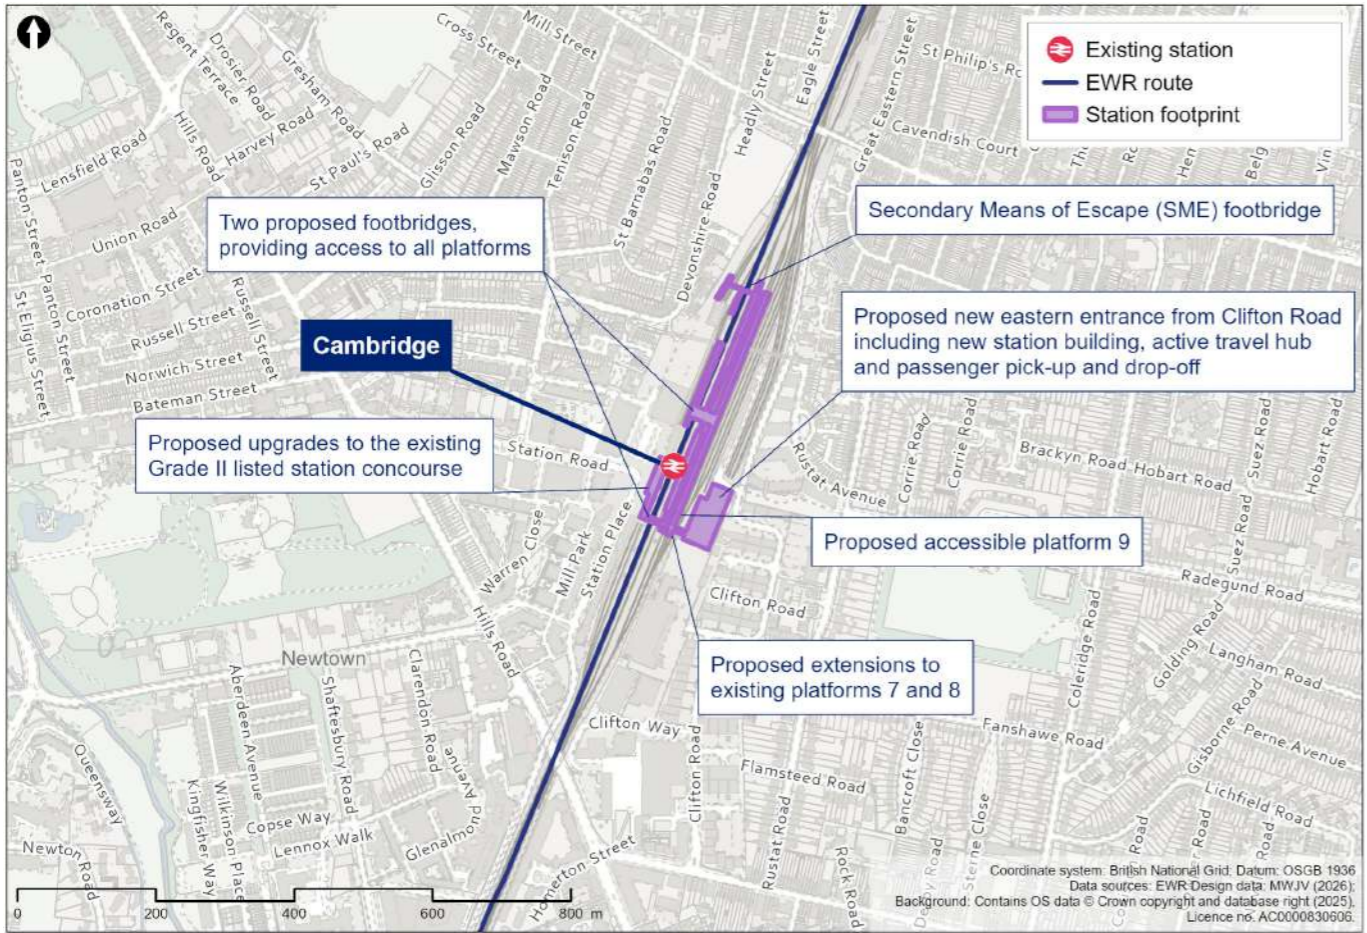 Existing station
EWR route
Station footprint
Secondary Means of Escape (SME) footbridge
Two proposed footbridges,
providing access to all platforms
Proposed new eastern entrance from Clifton Road
including new station building, active travel hub
and passenger pick-up and drop-off
Cambridge
Proposed upgrades to the existing
Grade II listed station concourse
Proposed accessible platform 9
Proposed extensions to
existing platforms 7 and 8
Mill Street
Cross Street
Regent Terrace
Drosier Road
Gresham Road
Hills Road
Harvey Road
St Paul's Road
Glisson Road
Mawson Road
Tenison Road
St Barnabas Road
Headly Street
Eagle Street
Great Eastern Street
St Philip's Ro
Cavendish Court
Th
Ro
Hem
Belg
Vin
Lensfield Road
Panton Street
Union Road
Panton Street
St Eligius Street
Coronation Street
Russell Street
Russell Street
Norwich Street
Bateman Street
Devonshire Road
Station Road
Station Place
Warren Close
Mill Park
Hills Road
Rustat Avenue
Corrie Road
Corrie Road
Brackyn Road
Hobart Road
Suez Road
Hobart Road
Suez Road
Radegund Road
Clifton Road
Coleridge Road
Golding Road
Langham Road
Gisborne Road
Perne Avenue
Lichfield Road
Fanshawe Road
Bancroft Close
Sterne Close
Flamsteed Road
Rustat Road
Rock Road
Clifton Way
Clifton Road
Homerton Street
Newtown
Aberdeen Avenue
Shaftesbury Road
Clarendon Road
Glenalmond Avenue
Queensway
Kingfisher Way
Wilkinson Place
Copse Way
Lennox Walk
Newton Road
0 200 400 600 800 m
Coordinate system: British National Grid; Datum: OSGB 1936
Data sources: EWR Design data: MWJV (2026);
Background: Contains OS data © Crown copyright and database right (2025).
Licence no. AC0000830606.